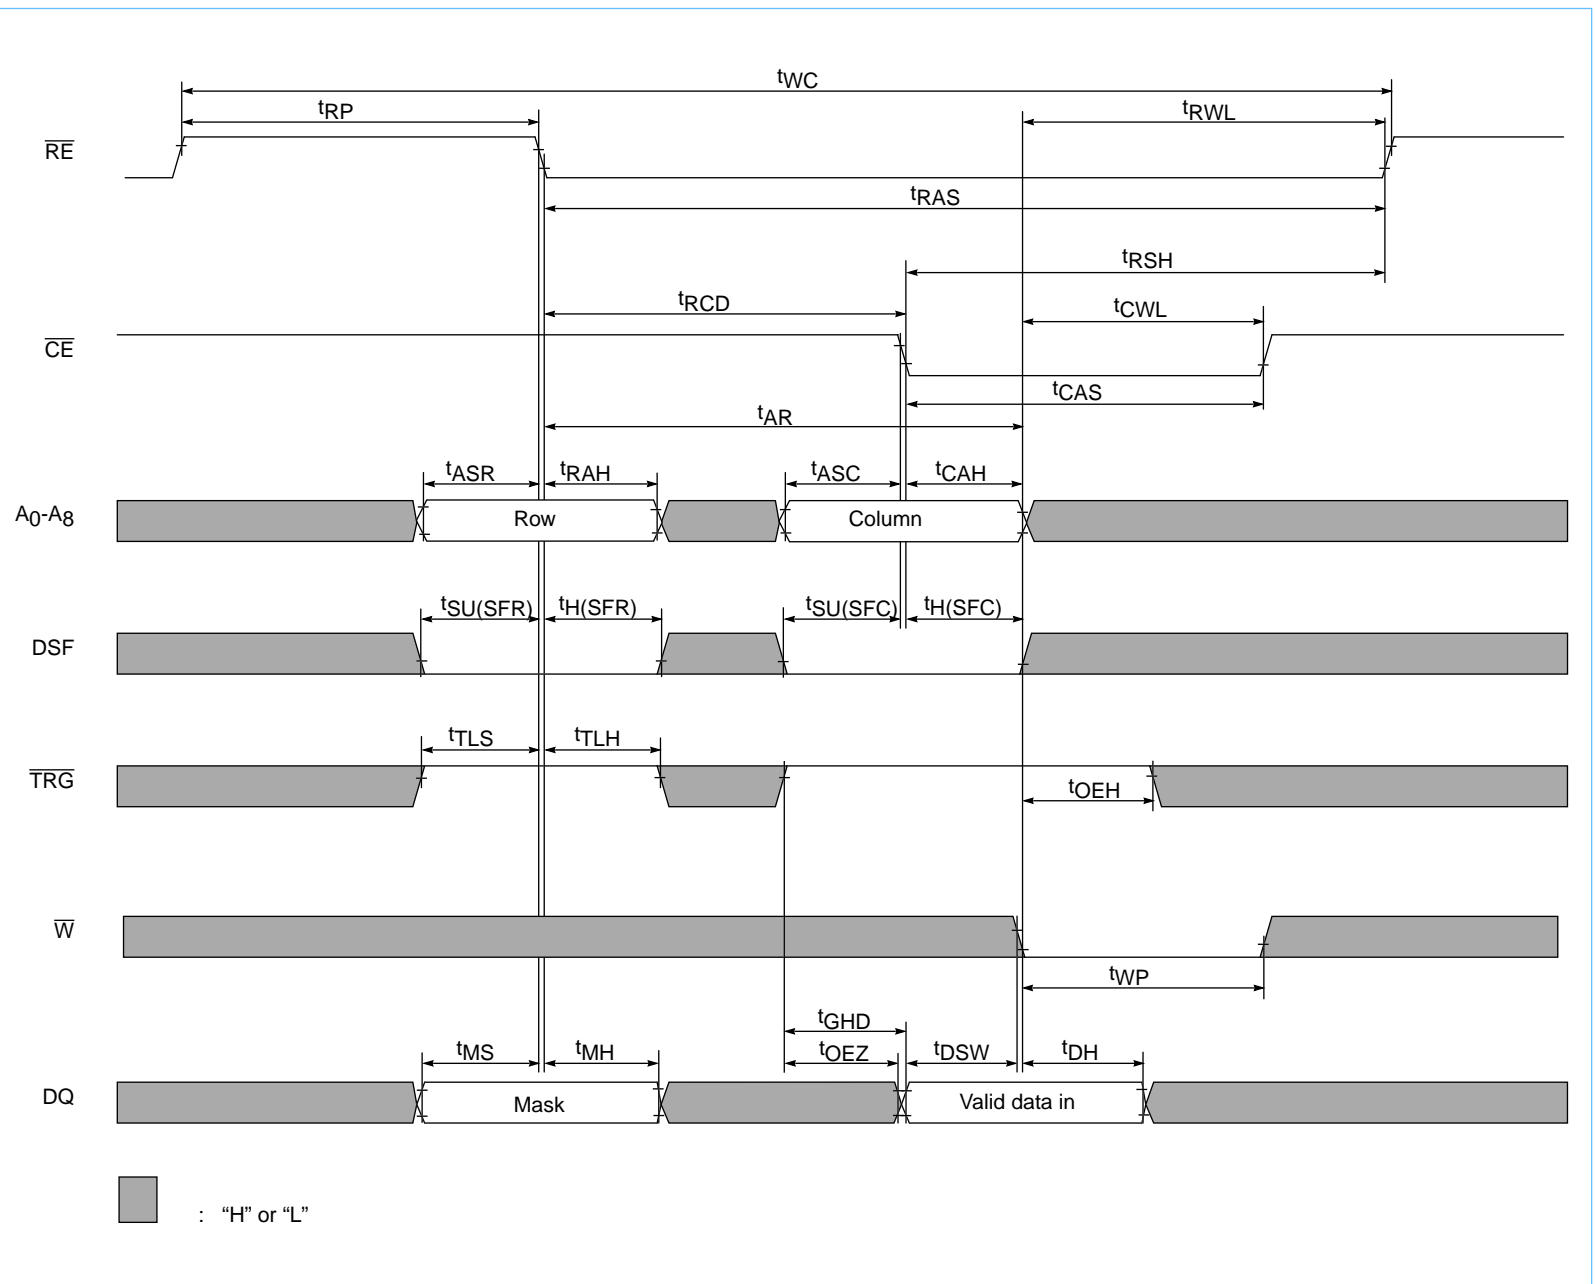 tWC
tRP
tRWL
RE
tRAS
tRSH
tRCD
tCWL
CE
tCAS
tAR
tASR
tRAH
tASC
tCAH
A0-A8
Row
Column
tSU(SFR)
tH(SFR)
tSU(SFC)
tH(SFC)
DSF
tTLS
tTLH
TRG
tOEH
W
tWP
tGHD
tMS
tMH
tOEZ
tDSW
tDH
DQ
Mask
Valid data in
: “H” or “L”